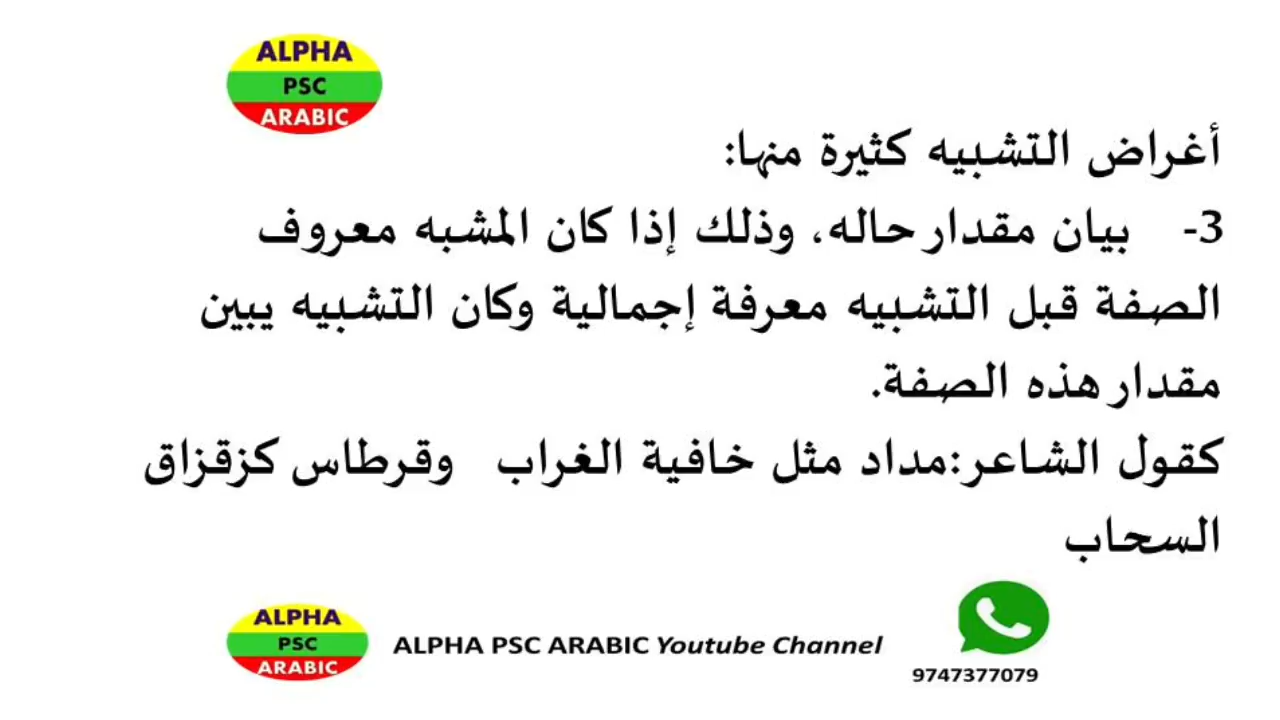 ALPHA
PSC
ARABIC
أغراض التشبيه كثيرة منها:
3- بيان مقدار حاله، وذلك إذا كان المشبه معروف
الصفة قبل التشبيه معرفة إجمالية وكان التشبيه يبين
مقدار هذه الصفة.
كقول الشاعر:مداد مثل خافية الغراب وقرطاس كزقزاق
السحاب
ALPHA
PSC
ARABIC
ALPHA PSC ARABIC Youtube Channel
9747377079